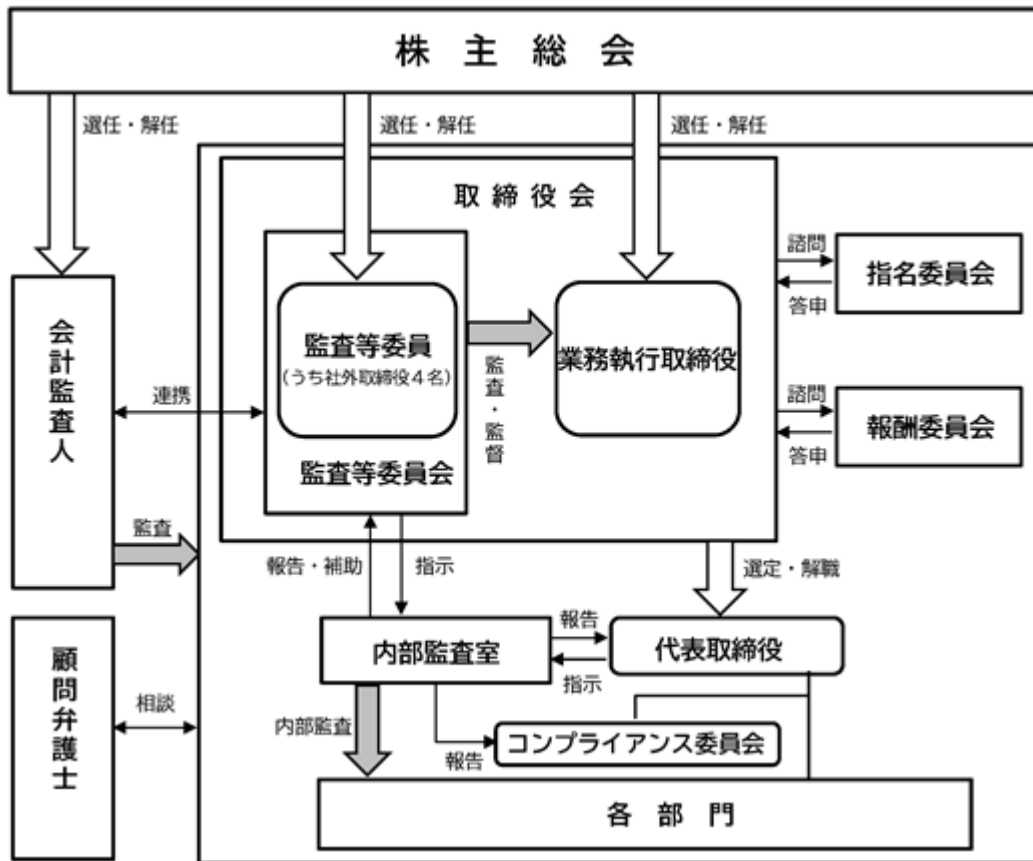 株主総会
選任・解任
選任・解任
選任・解任
取締役会
諮問
指名委員会
答申
会計監査人
監査等委員
(うち社外取締役4名)
業務執行取締役
監査・監督
連携
諮問
報酬委員会
答申
監査等委員会
監査
報告・補助
指示
選定・解職
内部監査室
報告
代表取締役
指示
顧問弁護士
相談
内部監査
報告
コンプライアンス委員会
各部門